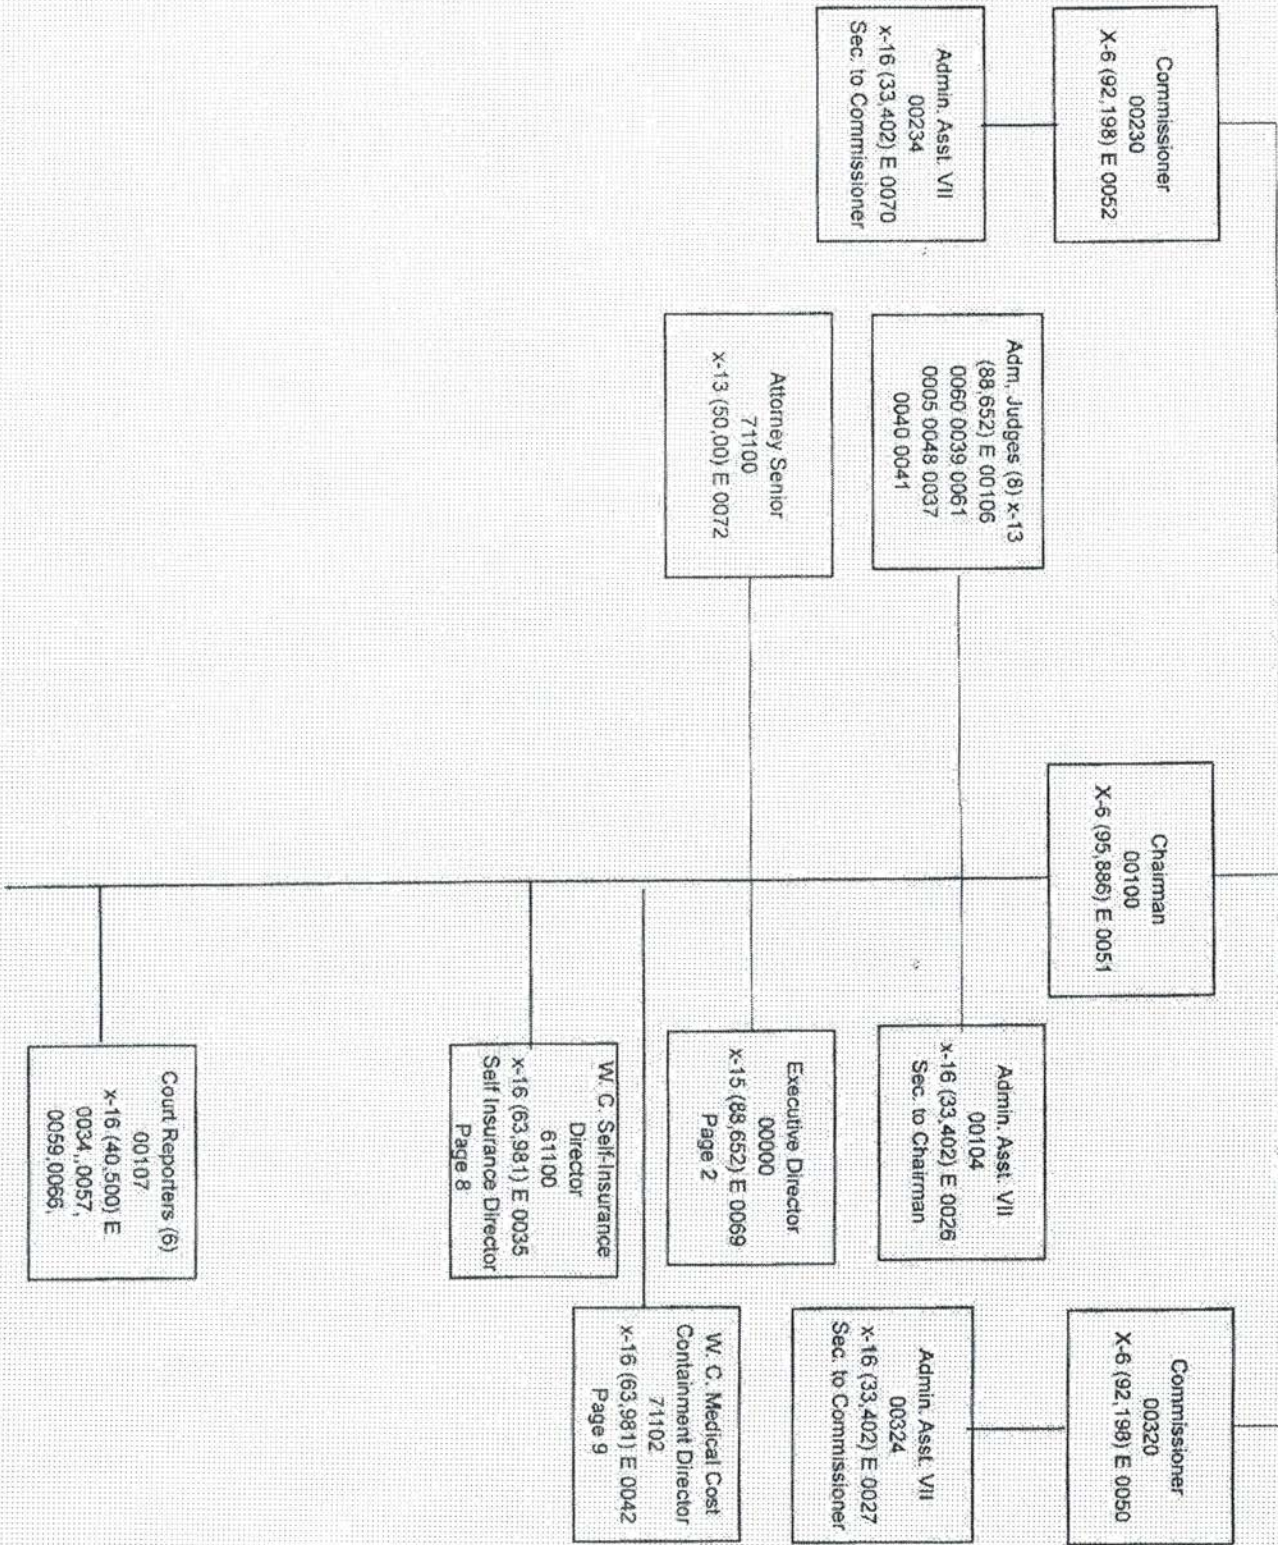 Commissioner
00230
X-6 (92,198) E 0052
Chairman
00100
X-6 (95,886) E 0051
Commissioner
00320
X-6 (92,198) E 0050
Admin. Asst. VII
00234
x-16 (33,402) E 0070
Sec. to Commissioner
Adm, Judges (8) x-13
(88,652) E 00106
0060 0039 0061
0005 0048 0037
0040 0041
Admin. Asst. VII
00104
x-16 (33,402) E 0026
Sec. to Chairman
Admin. Asst. VII
00324
x-16 (33,402) E 0027
Sec. to Commissioner
Attorney Senior
71100
x-13 (50,00) E 0072
Executive Director
00000
x-15 (88,652) E 0069
Page 2
W. C. Medical Cost
Containment Director
71102
x-16 (63,981) E 0042
Page 9
W. C. Self-Insurance
Director
61100
x-16 (63,981) E 0035
Self Insurance Director
Page 8
Court Reporters (6)
00107
x-16 (40,500) E
0034,,0057,
0059,0066,